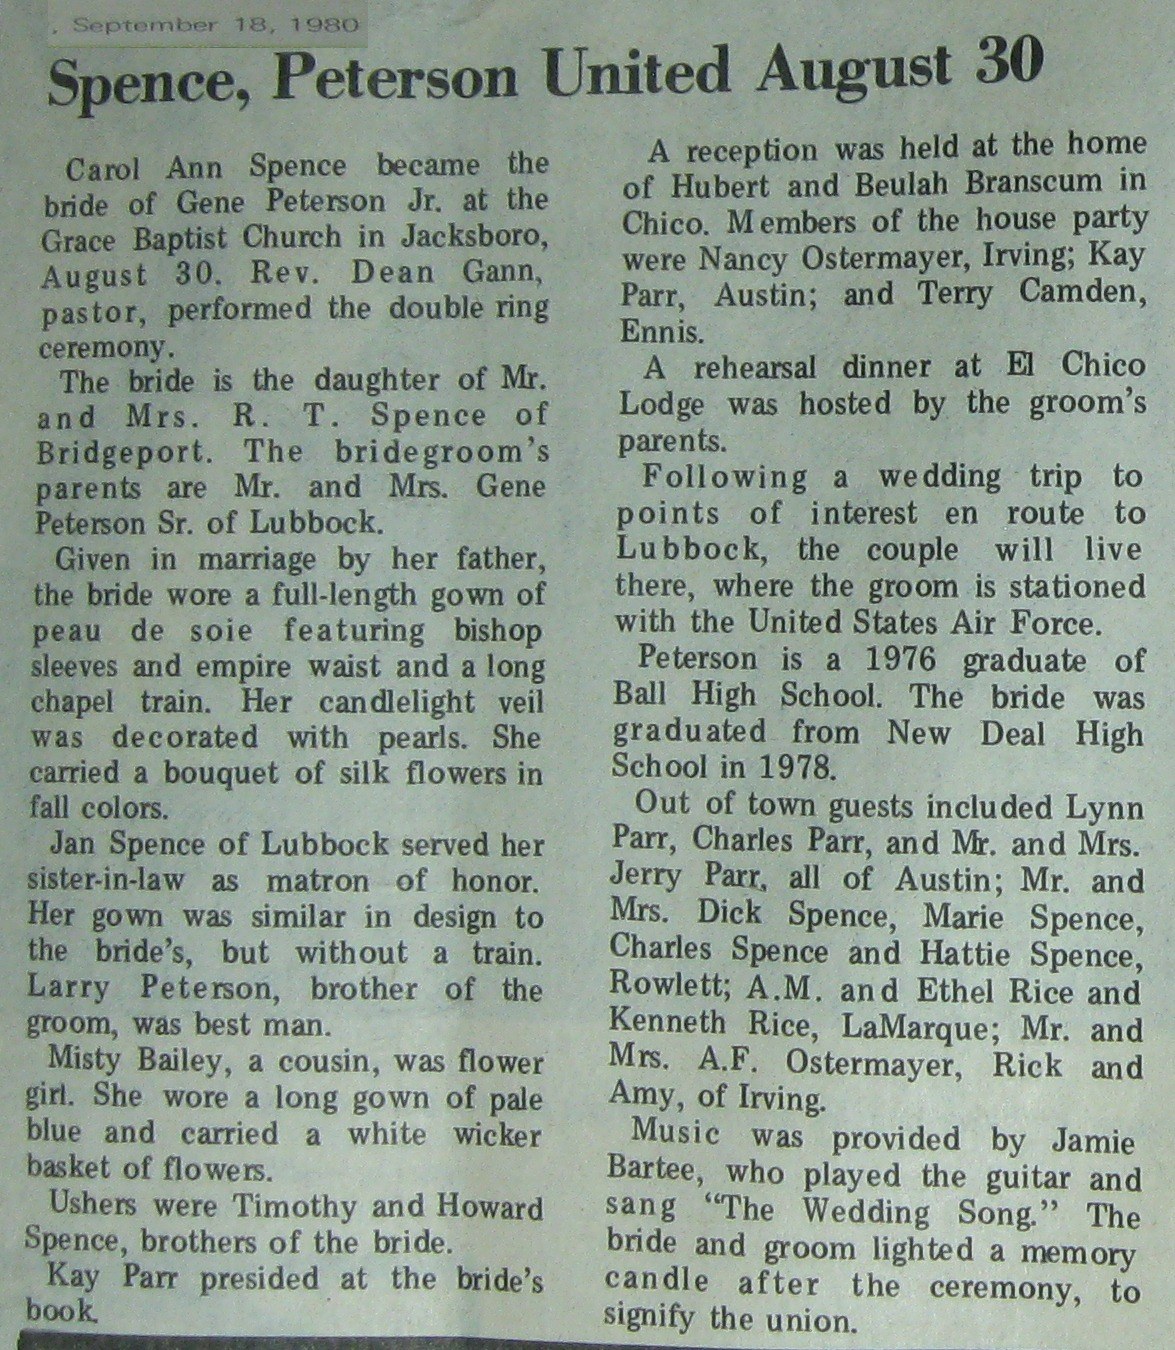 . September 18, 1980
Spence, Peterson United August 30
Carol Ann Spence became the
bride of Gene Peterson Jr. at the
Grace Baptist Church in Jacksboro,
August 30. Rev. Dean Gann,
pastor, performed the double ring
ceremony.
The bride is the daughter of Mr.
and Mrs. R. T. Spence of
Bridgeport. The bridegroom's
parents are Mr. and Mrs. Gene
Peterson Sr. of Lubbock.
Given in marriage by her father,
the bride wore a full-length gown of
peau de soie featuring bishop
sleeves and empire waist and a long
chapel train. Her candlelight veil
was decorated with pearls. She
carried a bouquet of silk flowers in
fall colors.
Jan Spence of Lubbock served her
sister-in-law as matron of honor.
Her gown was similar in design to
the bride's, but without a train.
Larry Peterson, brother of the
groom, was best man.
Misty Bailey, a cousin, was flower
girl. She wore a long gown of pale
blue and carried a white wicker
basket of flowers.
Ushers were Timothy and Howard
Spence, brothers of the bride.
Kay Parr presided at the bride's
book.
A reception was held at the home
of Hubert and Beulah Branscum in
Chico. Members of the house party
were Nancy Ostermayer, Irving; Kay
Parr, Austin; and Terry Camden,
Ennis.
A rehearsal dinner at El Chico
Lodge was hosted by the groom's
parents.
Following a wedding trip to
points of interest en route to
Lubbock, the couple will live
there, where the groom is stationed
with the United States Air Force.
Peterson is a 1976 graduate of
Ball High School. The bride was
graduated from New Deal High
School in 1978.
Out of town guests included Lynn
Parr, Charles Parr, and Mr. and Mrs.
Jerry Parr, all of Austin; Mr. and
Mrs. Dick Spence, Marie Spence,
Charles Spence and Hattie Spence,
Rowlett; A.M. and Ethel Rice and
Kenneth Rice, LaMarque; Mr. and
Mrs. A.F. Ostermayer, Rick and
Amy, of Irving.
Music was provided by Jamie
Bartee, who played the guitar and
sang "The Wedding Song." The
bride and groom lighted a memory
candle after the ceremony, to
signify the union.